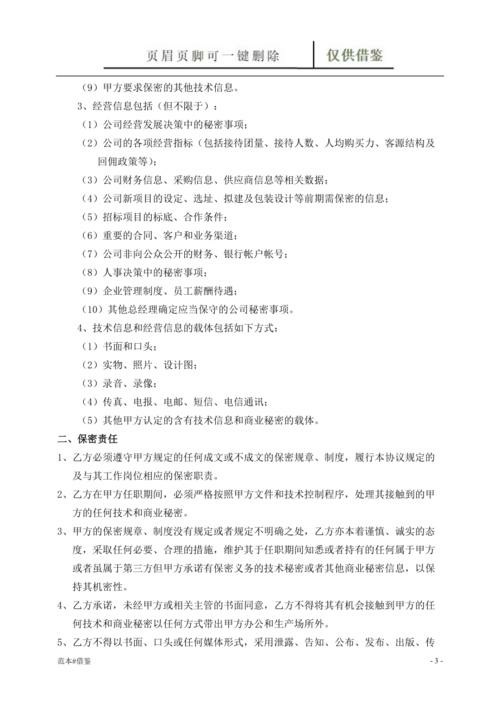 页眉页脚可一键删除 仅供借鉴
（9）甲方要求保密的其他技术信息。
3、经营信息包括（但不限于）：
（1）公司经营发展决策中的秘密事项；
（2）公司的各项经营指标（包括接待团量、接待人数、人均购买力、客源结构及
回佣政策等）；
（3）公司财务信息、采购信息、供应商信息等相关数据；
（4）公司新项目的设定、选址、拟建及包装设计等前期需保密的信息；
（5）招标项目的标底、合作条件；
（6）重要的合同、客户和业务渠道；
（7）公司非向公众公开的财务、银行帐户帐号；
（8）人事决策中的秘密事项；
（9）企业管理制度、员工薪酬待遇；
（10）其他总经理确定应当保守的公司秘密事项。
4、技术信息和经营信息的载体包括如下方式；
（1）书面和口头；
（2）实物、照片、设计图；
（3）录音、录像；
（4）传真、电报、电邮、短信、电信通讯；
（5）其他甲方认定的含有技术信息和商业秘密的载体。
二、保密责任
1、乙方必须遵守甲方规定的任何成文或不成文的保密规章、制度，履行本协议规定的
及与其工作岗位相应的保密职责。
2、乙方在甲方任职期间，必须严格按照甲方文件和技术控制程序，处理其接触到的甲
方的任何技术和商业秘密。
3、甲方的保密规章、制度没有规定或者规定不明确之处，乙方亦本着谨慎、诚实的态
度，采取任何必要、合理的措施，维护其于任职期间知悉或者持有的任何属于甲方
或者虽属于第三方但甲方承诺有保密义务的技术秘密或者其他商业秘密信息，以保
持其机密性。
4、乙方承诺，未经甲方或相关主管的书面同意，乙方不得将其有机会接触到甲方的任
何技术和商业秘密以任何方式带出甲方办公和生产场所外。
5、乙方不得以书面、口头或任何媒体形式，采用泄露、告知、公布、发布、出版、传
范本#借鉴 - 3 -